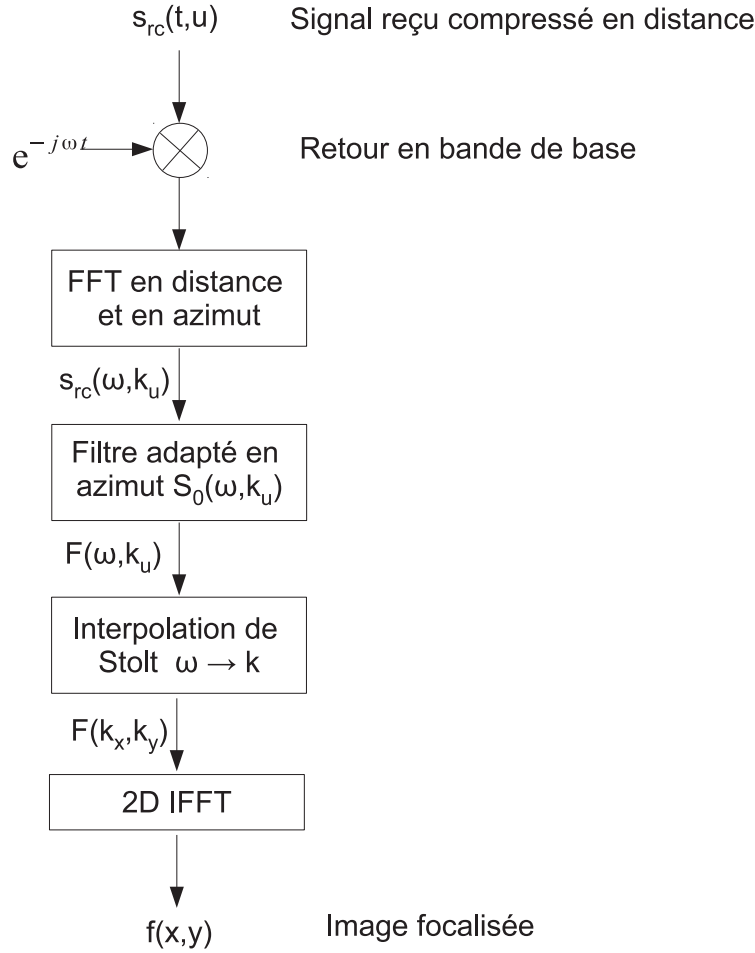 s_rc(t,u) Signal reçu compressé en distance
e^{-jωt} Retour en bande de base
FFT en distance
et en azimut
s_rc(ω,k_u)
Filtre adapté en
azimut S_0(ω,k_u)
F(ω,k_u)
Interpolation de
Stolt ω → k
F(k_x,k_y)
2D IFFT
f(x,y) Image focalisée